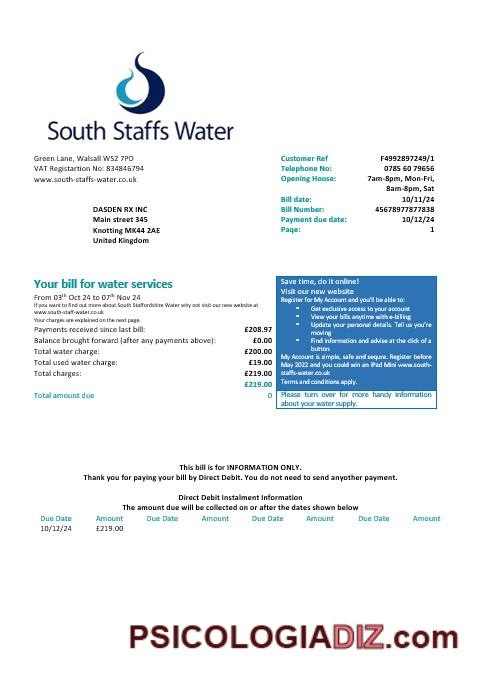 South Staffs Water
Green Lane, Walsall WS2 7PD
VAT Registartion No: 834846794
www.south-staffs-water.co.uk
Customer Ref F4992897249/1
Telephone No: 0785 60 79656
Opening House: 7am-8pm, Mon-Fri,
8am-8pm, Sat
Bill date: 10/11/24
Bill Number: 45678977877838
Payment due date: 10/12/24
Page: 1
DASDEN RX INC
Main street 345
Knotting MK44 2AE
United Kingdom
Your bill for water services
From 03th Oct 24 to 07th Nov 24
If you want to find out more about South Staffordshire Water why not visit our new website at
www.south-staff-water.co.uk
Your charges are explained on the next page.
Payments received since last bill: £208.97
Balance brought forward (after any payments above): £0.00
Total water charge: £200.00
Total used water charge: £19.00
Total charges: £219.00
£219.00
Total amount due 0
Save time, do it online!
Visit our new website
Register for My Account and you'll be able to:
Get exclusive access to your account
View your bills anytime with e-billing
Update your personal details. Tell us you're
moving
Find information and advise at the click of a
button
My Account is simple, safe and sequre. Register before
May 2022 and you could win an iPad Mini www.south-
staffs-water.co.uk
Terms and conditions apply.
Please turn over for more handy information
about your water supply.
This bill is for INFORMATION ONLY.
Thank you for paying your bill by Direct Debit. You do not need to send anyother payment.
Direct Debit Instalment Information
The amount due will be collected on or after the dates shown below
Due Date Amount Due Date Amount Due Date Amount Due Date Amount
10/12/24 £219.00
PSICOLOGIADIZ.com